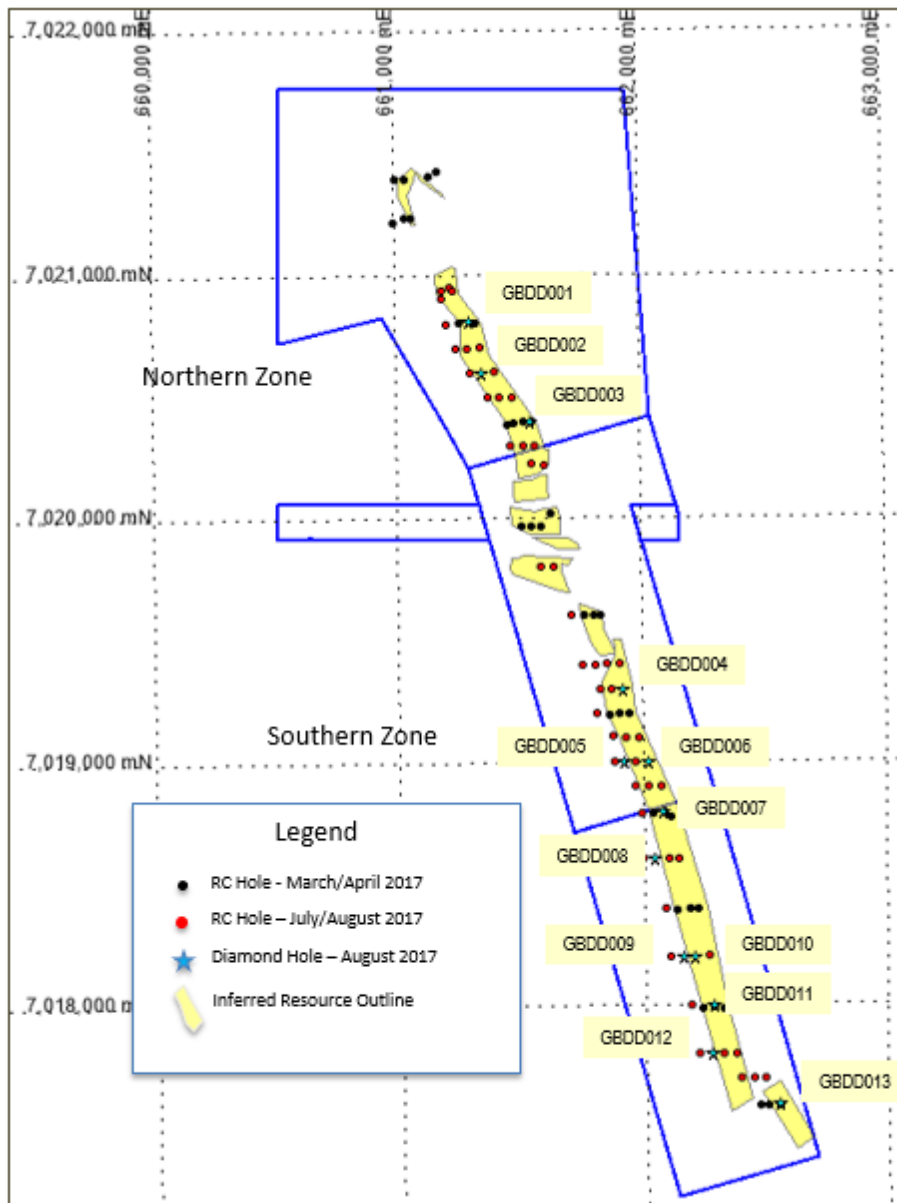 7,022,000 mN
660,000 mE
661,000 mE
662,000 mE
663,000 mE
7,021,000 mN
GBDD001
GBDD002
Northern Zone
GBDD003
7,020,000 mN
GBDD004
Southern Zone
GBDD005
GBDD006
7,019,000 mN
GBDD007
Legend
GBDD008
RC Hole - March/April 2017
RC Hole – July/August 2017
GBDD009
GBDD010
Diamond Hole – August 2017
GBDD011
Inferred Resource Outline
7,018,000 mN
GBDD012
GBDD013